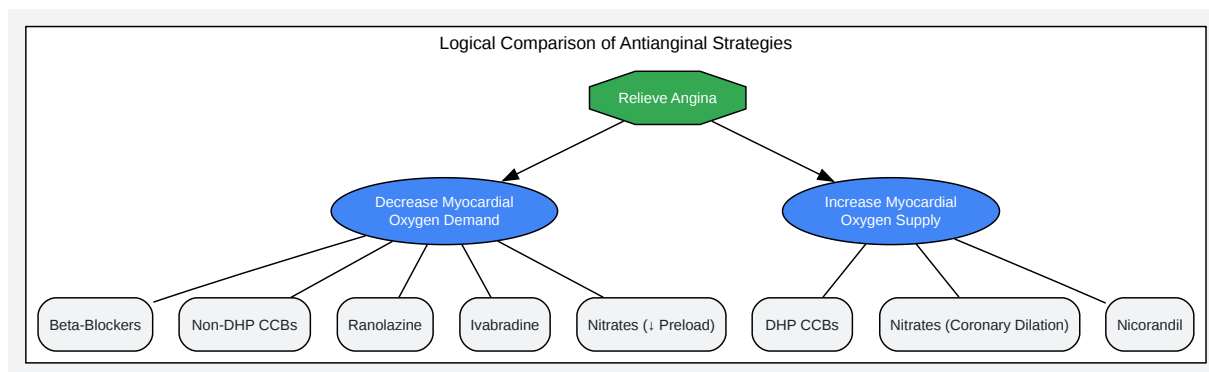 Logical Comparison of Antianginal Strategies
Relieve Angina
Decrease Myocardial
Oxygen Demand
Increase Myocardial
Oxygen Supply
Beta-Blockers
Non-DHP CCBs
Ranolazine
Ivabradine
Nitrates (↓ Preload)
DHP CCBs
Nitrates (Coronary Dilation)
Nicorandil